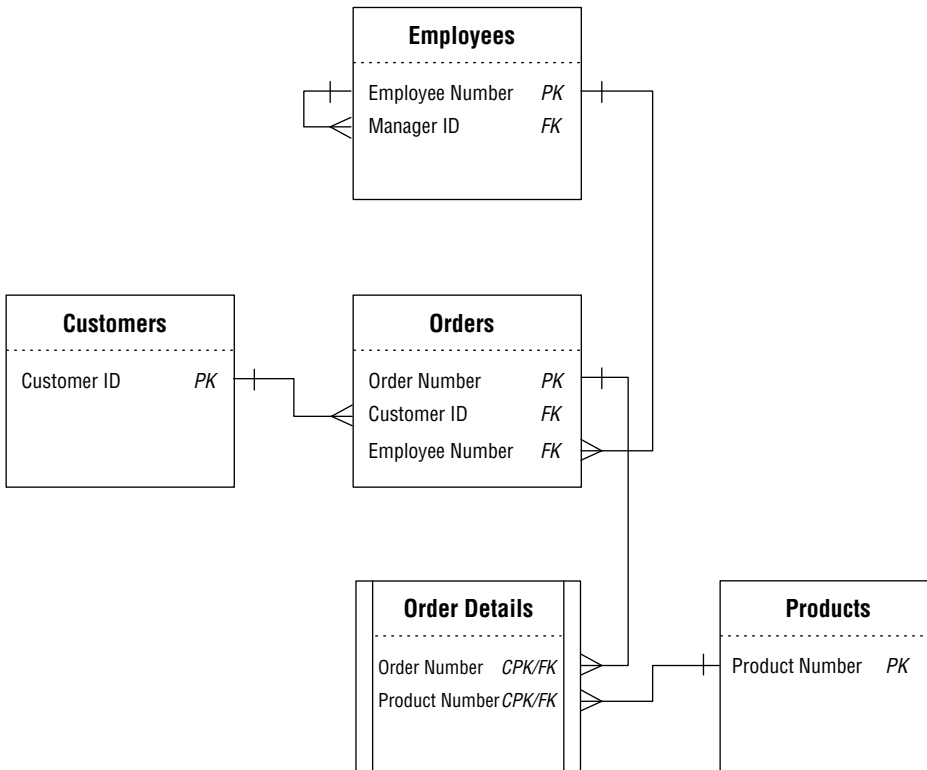 Employees
Employee Number PK
Manager ID FK
Customers
Customer ID PK
Orders
Order Number PK
Customer ID FK
Employee Number FK
Order Details
Order Number CPK/FK
Product Number CPK/FK
Products
Product Number PK